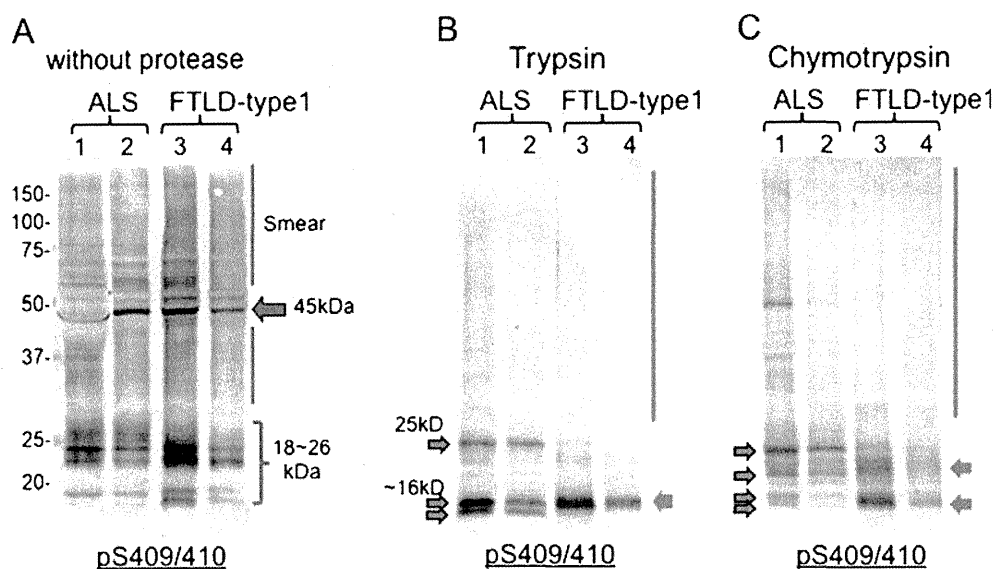 A
without protease
ALS FTLD-type1
1 2 3 4
150-
100-
75-
50-
37-
25-
20-
Smear
45kDa
18~26
kDa
pS409/410
B
Trypsin
ALS FTLD-type1
1 2 3 4
25kD
~16kD
pS409/410
C
Chymotrypsin
ALS FTLD-type1
1 2 3 4
pS409/410